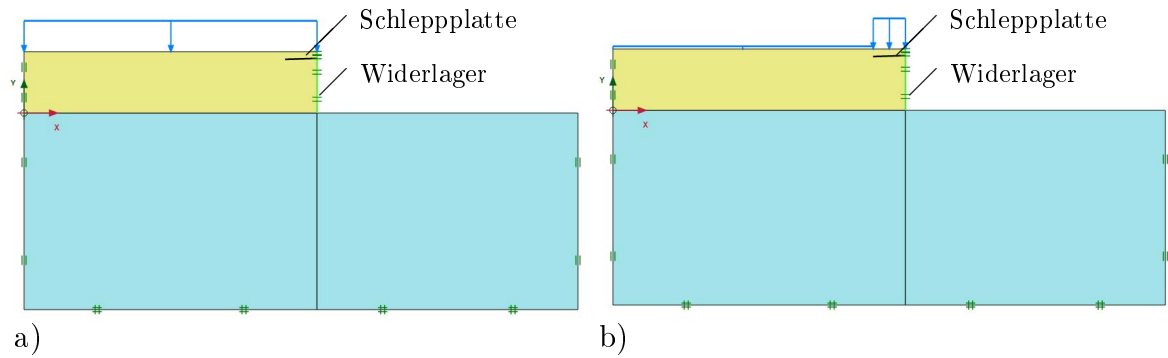 Schleppplatte
Widerlager
Y
X
a)
Schleppplatte
Widerlager
Y
X
b)